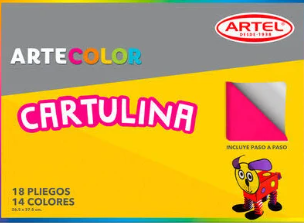 ARTEL
DESDE 1938
ARTECOLOR
CARTULINA
INCLUYE PASO A PASO
18 PLIEGOS
14 COLORES